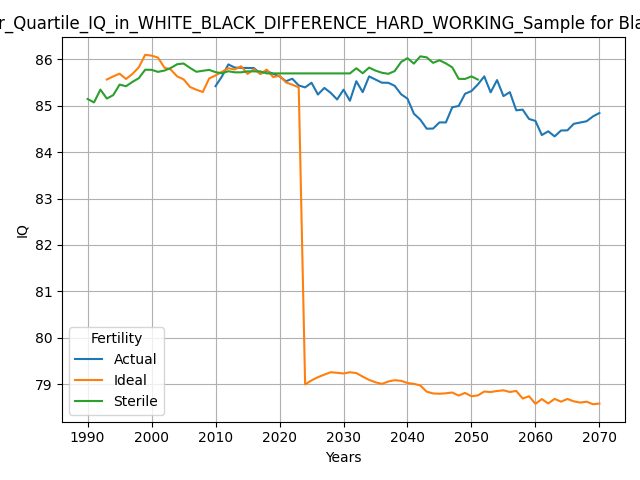 r_Quartile_IQ_in_WHITE_BLACK_DIFFERENCE_HARD_WORKING_Sample for Bla
86
85
84
83
82
81
80
79
IQ
Fertility
Actual
Ideal
Sterile
1990 2000 2010 2020 2030 2040 2050 2060 2070
Years